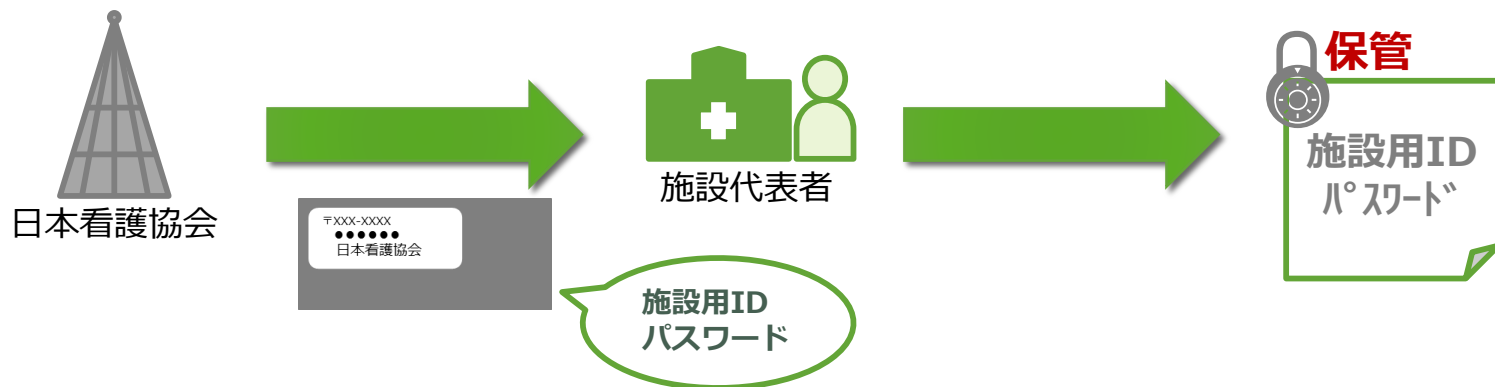 日本看護協会
〒XXX-XXXX
●●●●●●
日本看護協会
施設用ID
パスワード
施設代表者
保管
施設用ID
ﾊﾟｽﾜｰﾄﾞ